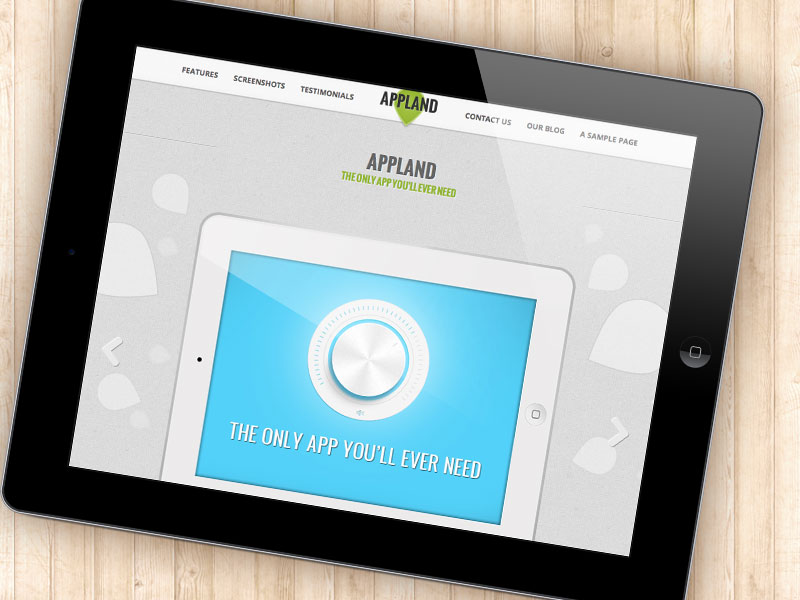 FEATURES SCREENSHOTS TESTIMONIALS APPLAND CONTACT US OUR BLOG A SAMPLE PAGE
APPLAND
THE ONLY APP YOU'LL EVER NEED
THE ONLY APP YOU'LL EVER NEED